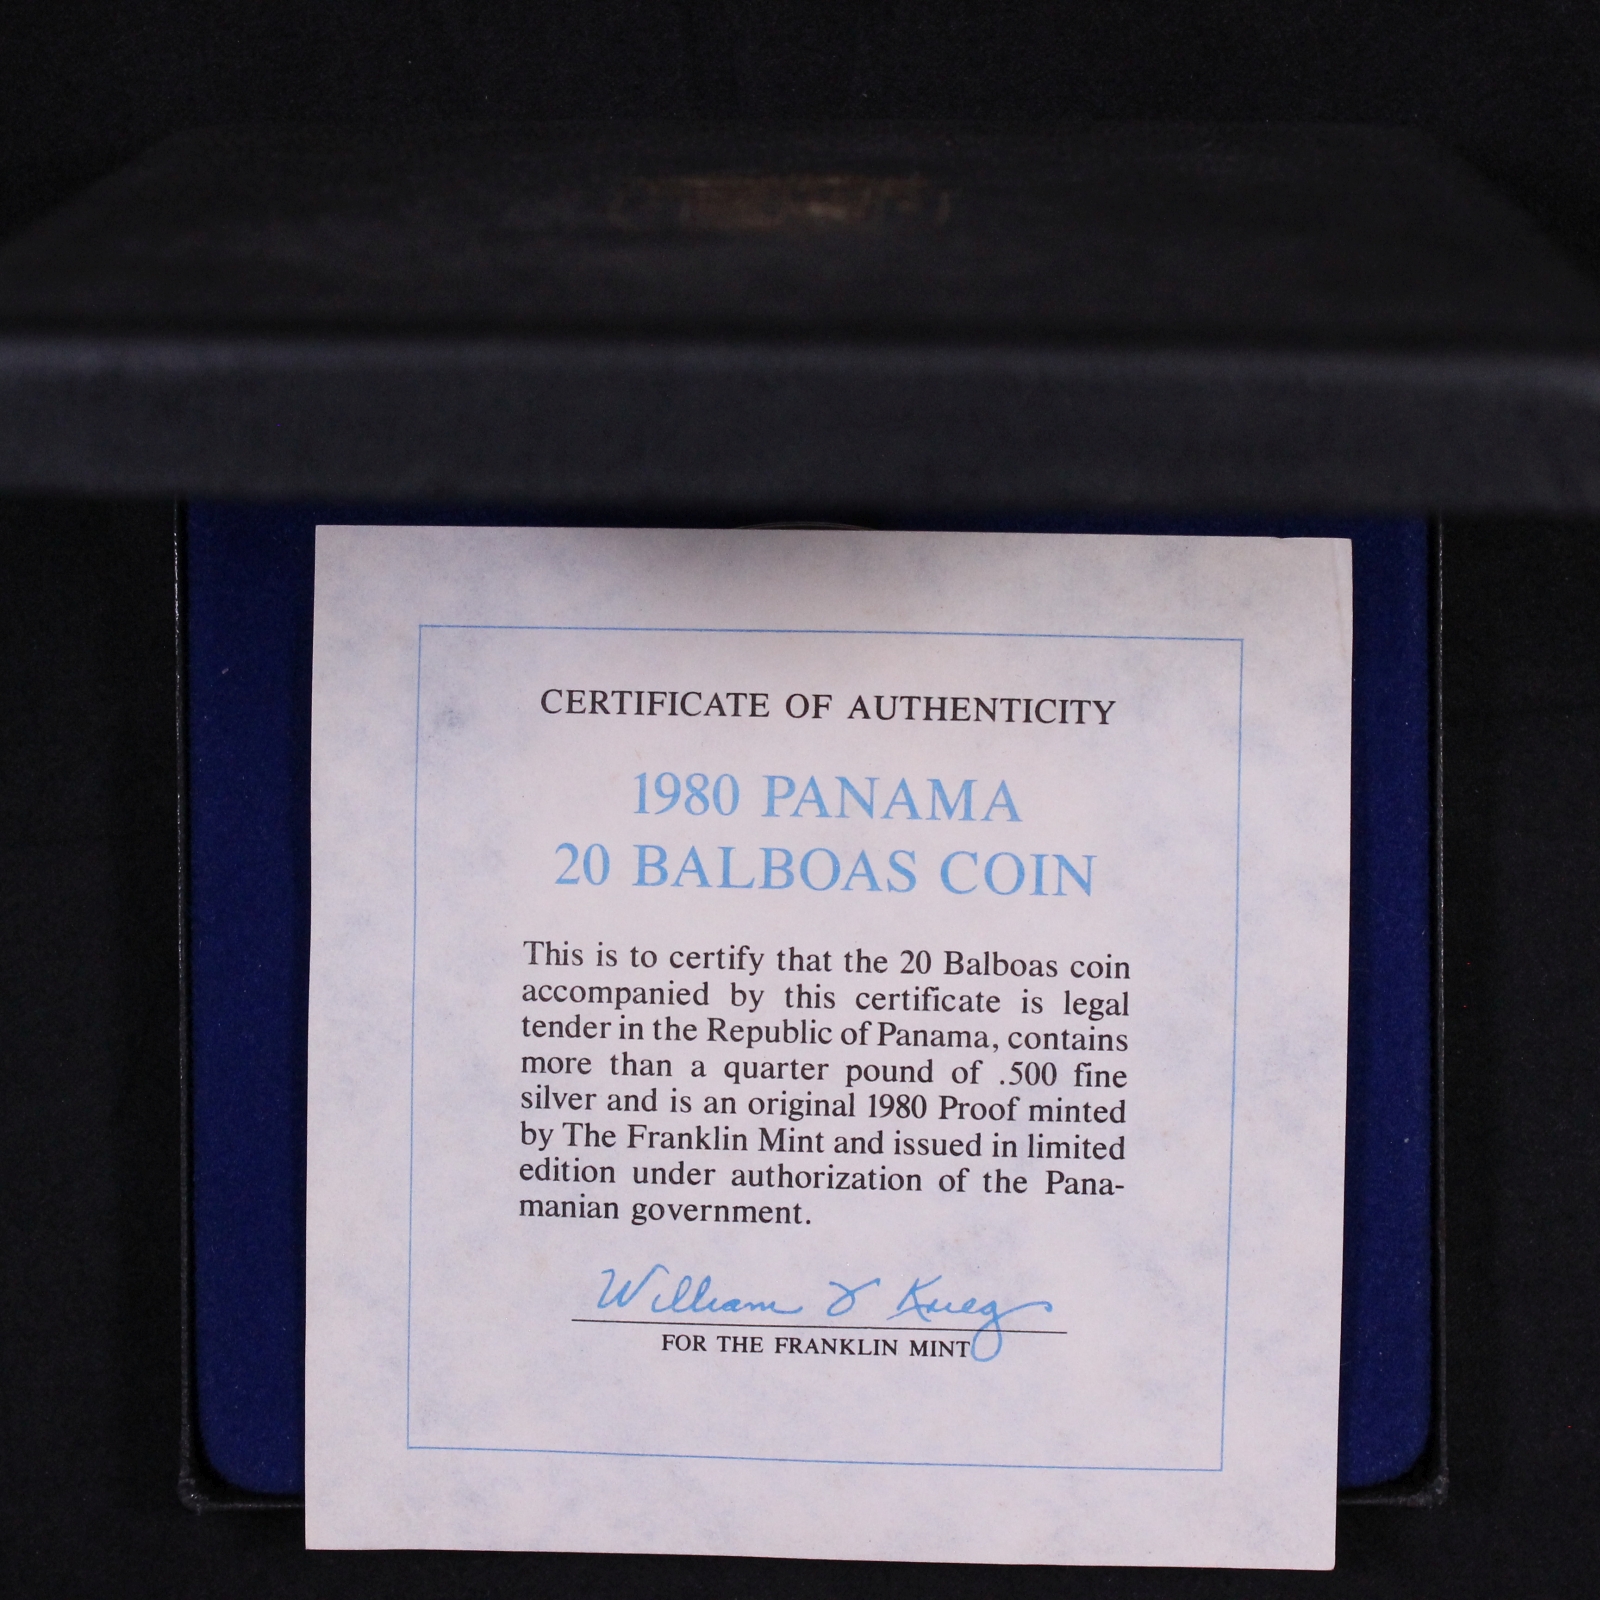 CERTIFICATE OF AUTHENTICITY
1980 PANAMA
20 BALBOAS COIN
This is to certify that the 20 Balboas coin
accompanied by this certificate is legal
tender in the Republic of Panama, contains
more than a quarter pound of .500 fine
silver and is an original 1980 Proof minted
by The Franklin Mint and issued in limited
edition under authorization of the Pana-
manian government.
William J Krieg
FOR THE FRANKLIN MINT